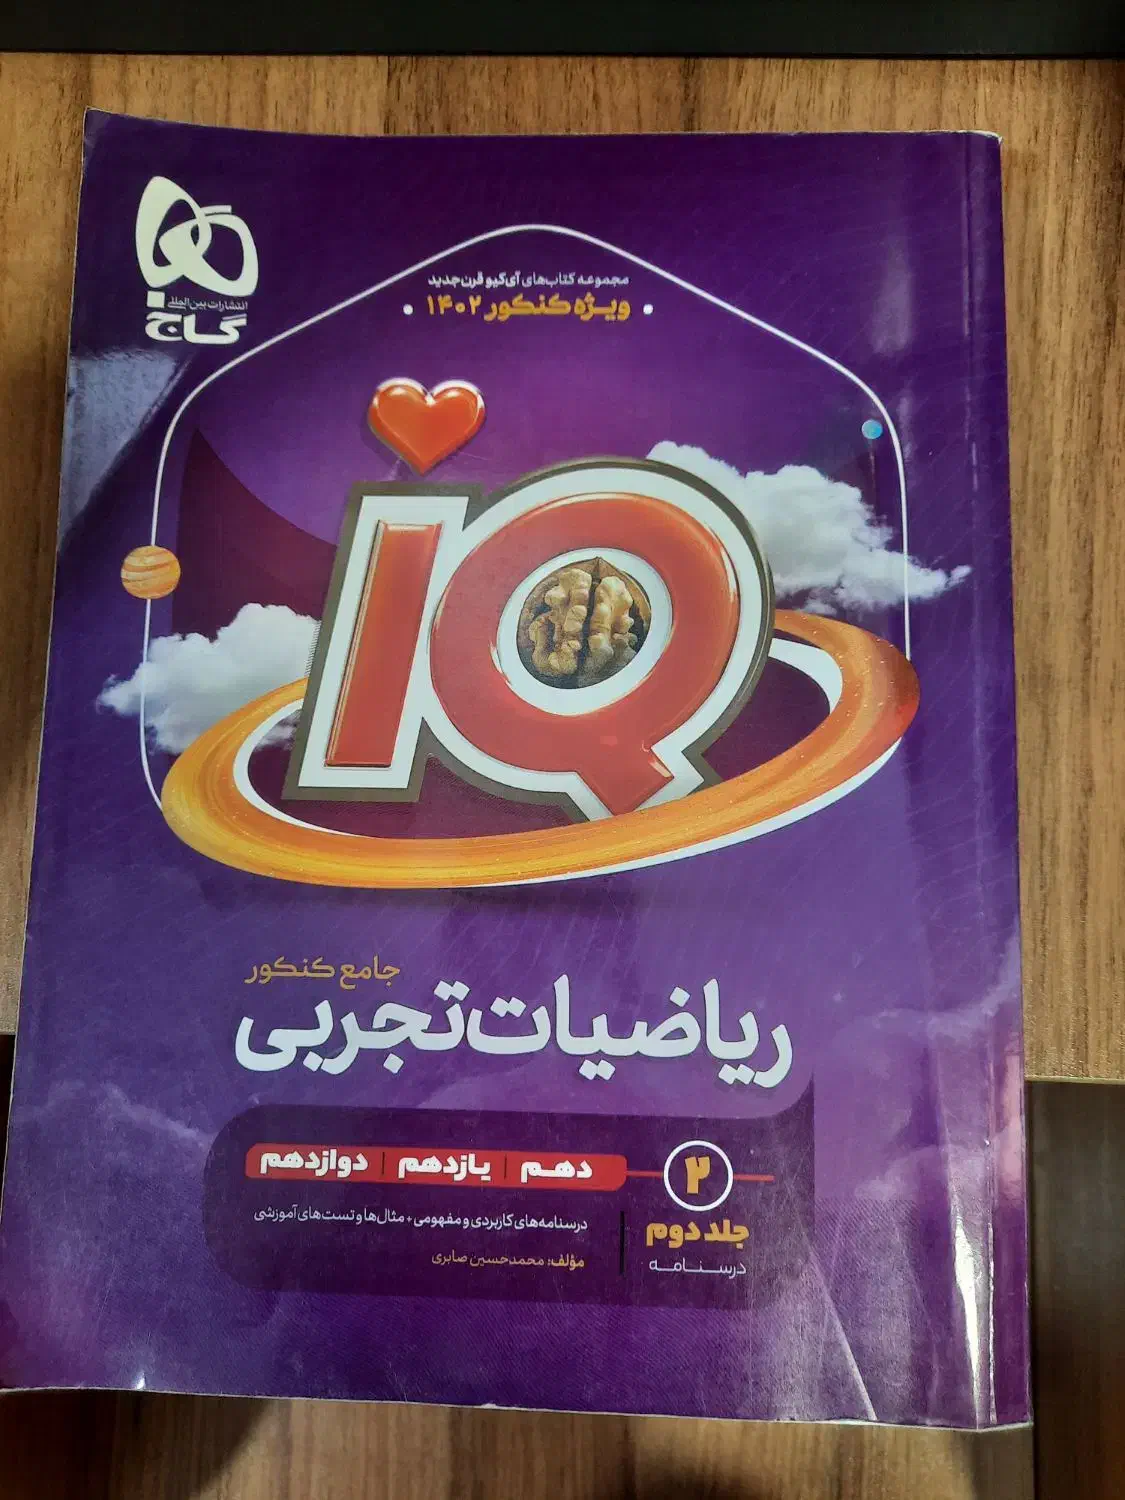 انتشارات بین‌المللی
گاج
مجموعه کتاب‌های آی‌کیو قرن جدید
• ویژه کنکور ۱۴۰۲ •
IQ
جامع کنکور
ریاضیات تجربی
۲
جلد دوم
درسنامه
دهم | یازدهم | دوازدهم
درسنامه‌های کاربردی و مفهومی + مثال‌ها و تست‌های آموزشی
مؤلف: محمدحسین صابری